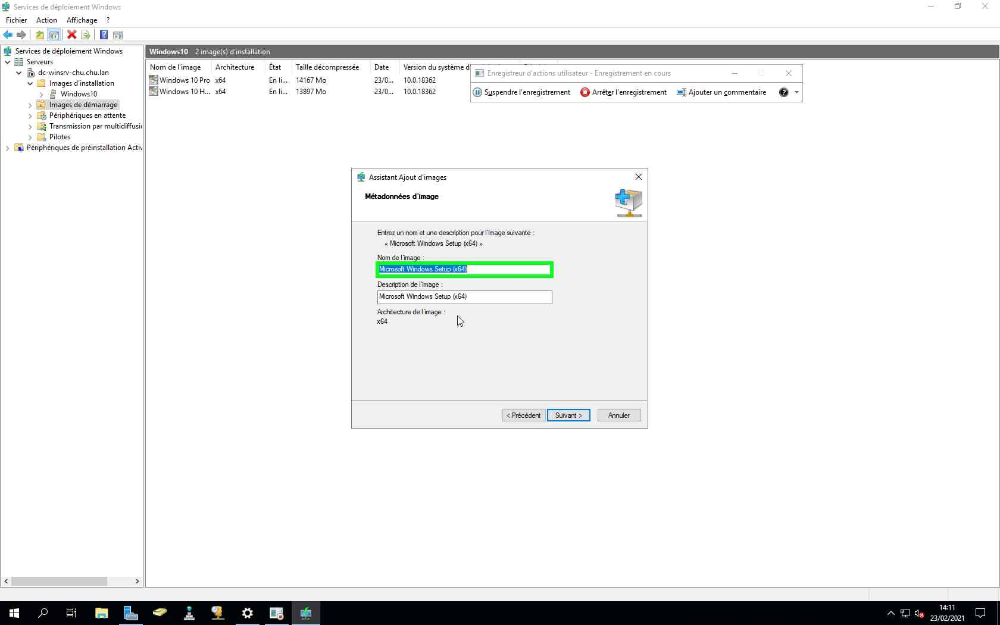 Services de déploiement Windows
Fichier Action Affichage ?
Services de déploiement Windows
Serveurs
dc-winsrv-chu.chu.lan
Images d'installation
Windows10
Images de démarrage
Périphériques en attente
Transmission par multidiffusi
Pilotes
Périphériques de préinstallation Activ
Windows10 2 image(s) d'installation
Nom de l'image Architecture État Taille décompressée Date Version du système d
Windows 10 Pro x64 En li... 14167 Mo 23/0... 10.0.18362
Windows 10 H... x64 En li... 13897 Mo 23/0... 10.0.18362
Enregistreur d'actions utilisateur - Enregistrement en cours
Suspendre l'enregistrement Arrêter l'enregistrement Ajouter un commentaire
Assistant Ajout d'images
Métadonnées d'image
Entrez un nom et une description pour l'image suivante :
« Microsoft Windows Setup (x64) »
Nom de l'image :
Microsoft Windows Setup (x64)
Description de l'image :
Microsoft Windows Setup (x64)
Architecture de l'image :
x64
< Précédent Suivant > Annuler
14:11
23/02/2021